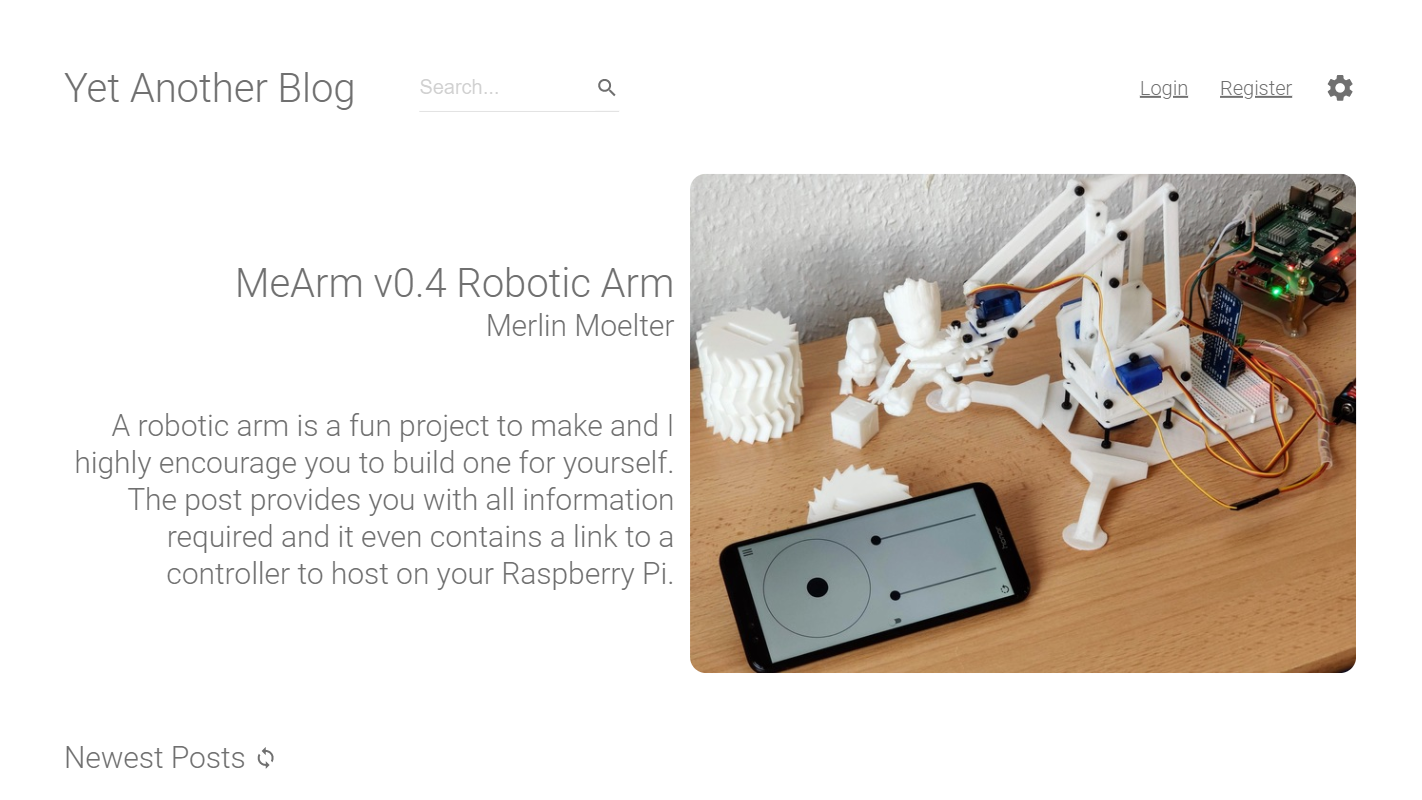 Yet Another Blog
Search...
Login
Register
MeArm v0.4 Robotic Arm
Merlin Moelter
A robotic arm is a fun project to make and I
highly encourage you to build one for yourself.
The post provides you with all information
required and it even contains a link to a
controller to host on your Raspberry Pi.
honor
Newest Posts